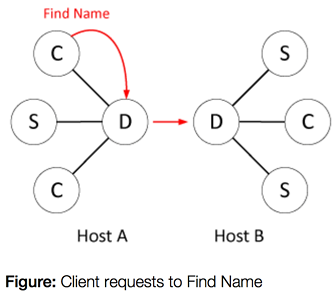 Find Name
C
S
S
D
D
C
C
S
Host A
Host B
Figure: Client requests to Find Name